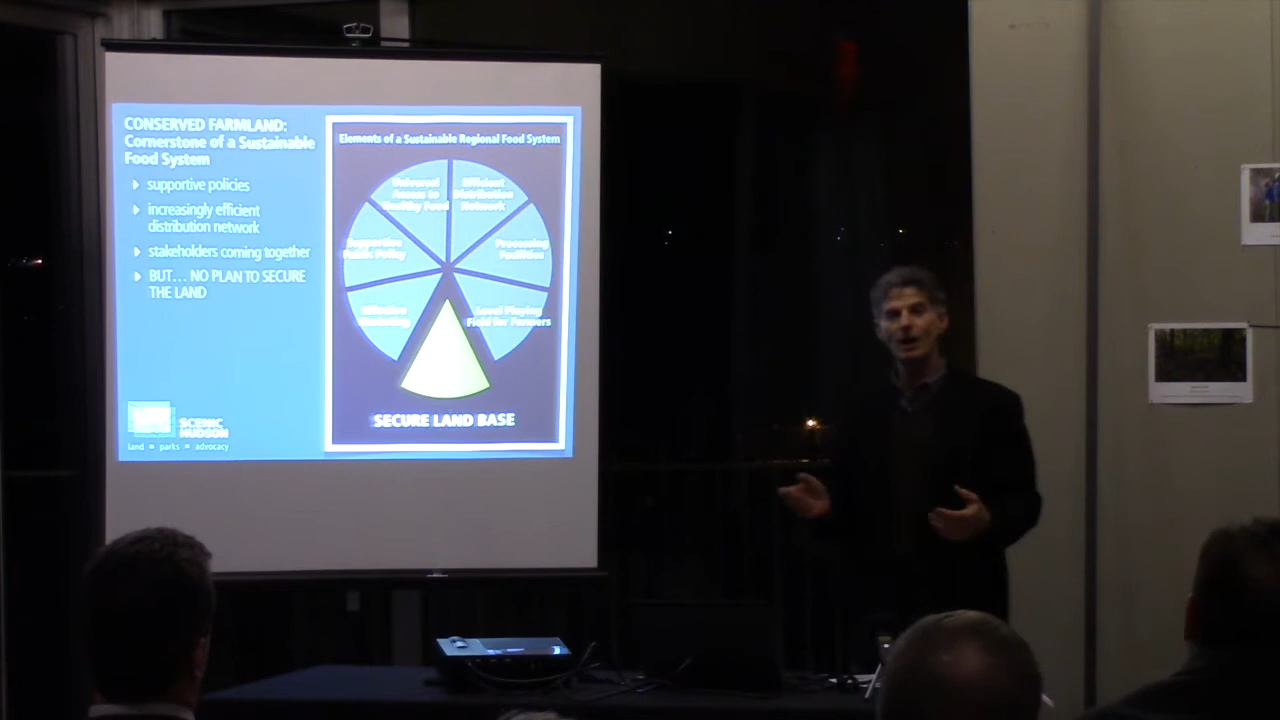 CONSERVED FARMLAND:
Cornerstone of a Sustainable
Food System
supportive policies
increasingly efficient
distribution network
stakeholders coming together
BUT... NO PLAN TO SECURE
THE LAND
SCENIC
HUDSON
land parks advocacy
Elements of a Sustainable Regional Food System
Universal
Access to
Healthy Food
Efficient
Distribution
Network
Supportive
Public Policy
Processing
Facilities
Level Playing
Field for Farmers
SECURE LAND BASE